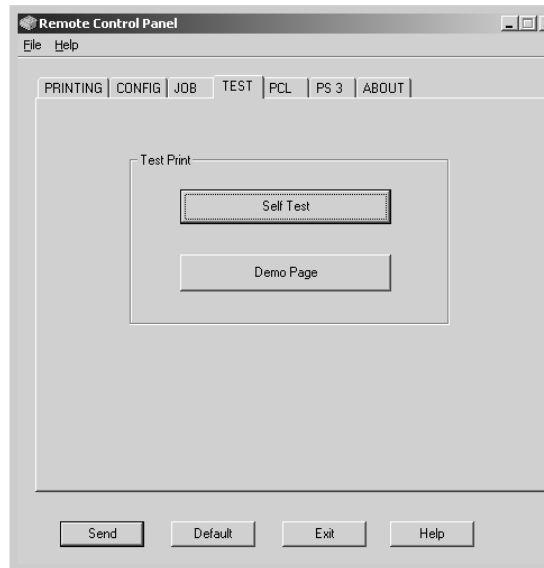 Remote Control Panel
File Help
PRINTING CONFIG JOB TEST PCL PS 3 ABOUT
Test Print
Self Test
Demo Page
Send Default Exit Help